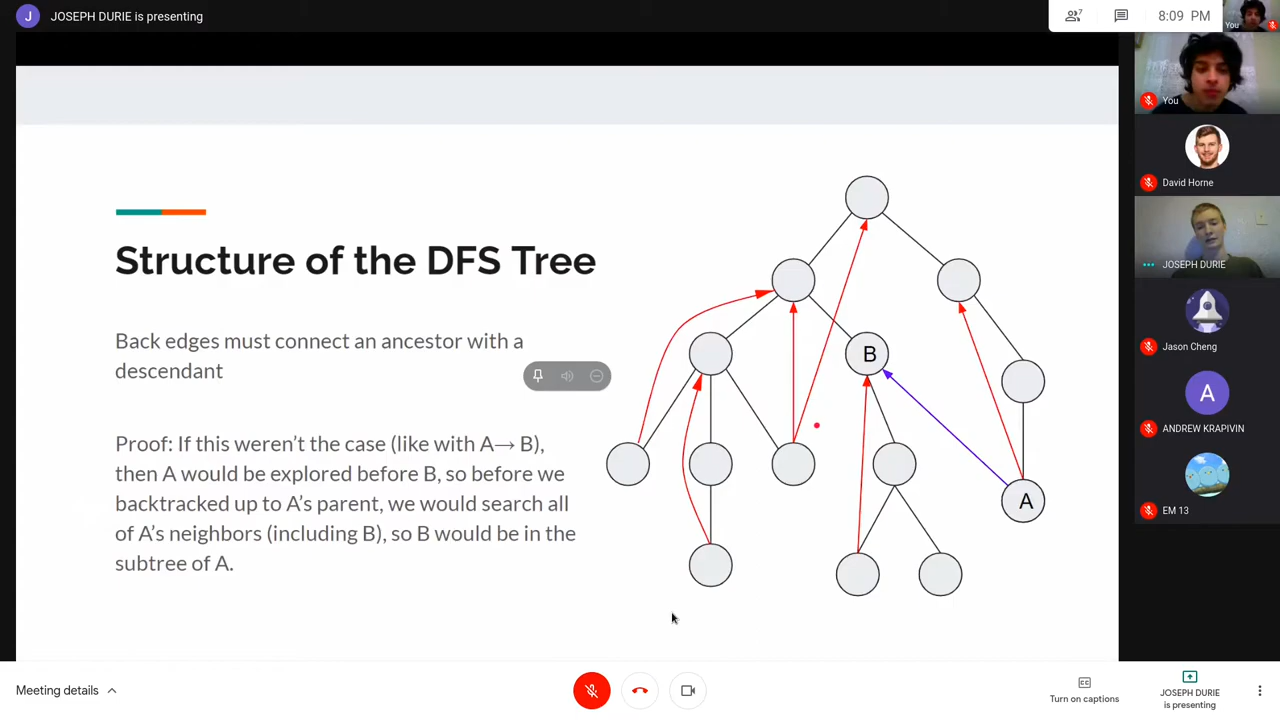 J JOSEPH DURIE is presenting
7
8:09 PM
You
You
David Horne
JOSEPH DURIE
Jason Cheng
A
ANDREW KRAPIVIN
EM 13
Structure of the DFS Tree
Back edges must connect an ancestor with a
descendant
Proof: If this weren't the case (like with A→ B),
then A would be explored before B, so before we
backtracked up to A's parent, we would search all
of A's neighbors (including B), so B would be in the
subtree of A.
B
A
Meeting details
CC
Turn on captions
JOSEPH DURIE
is presenting